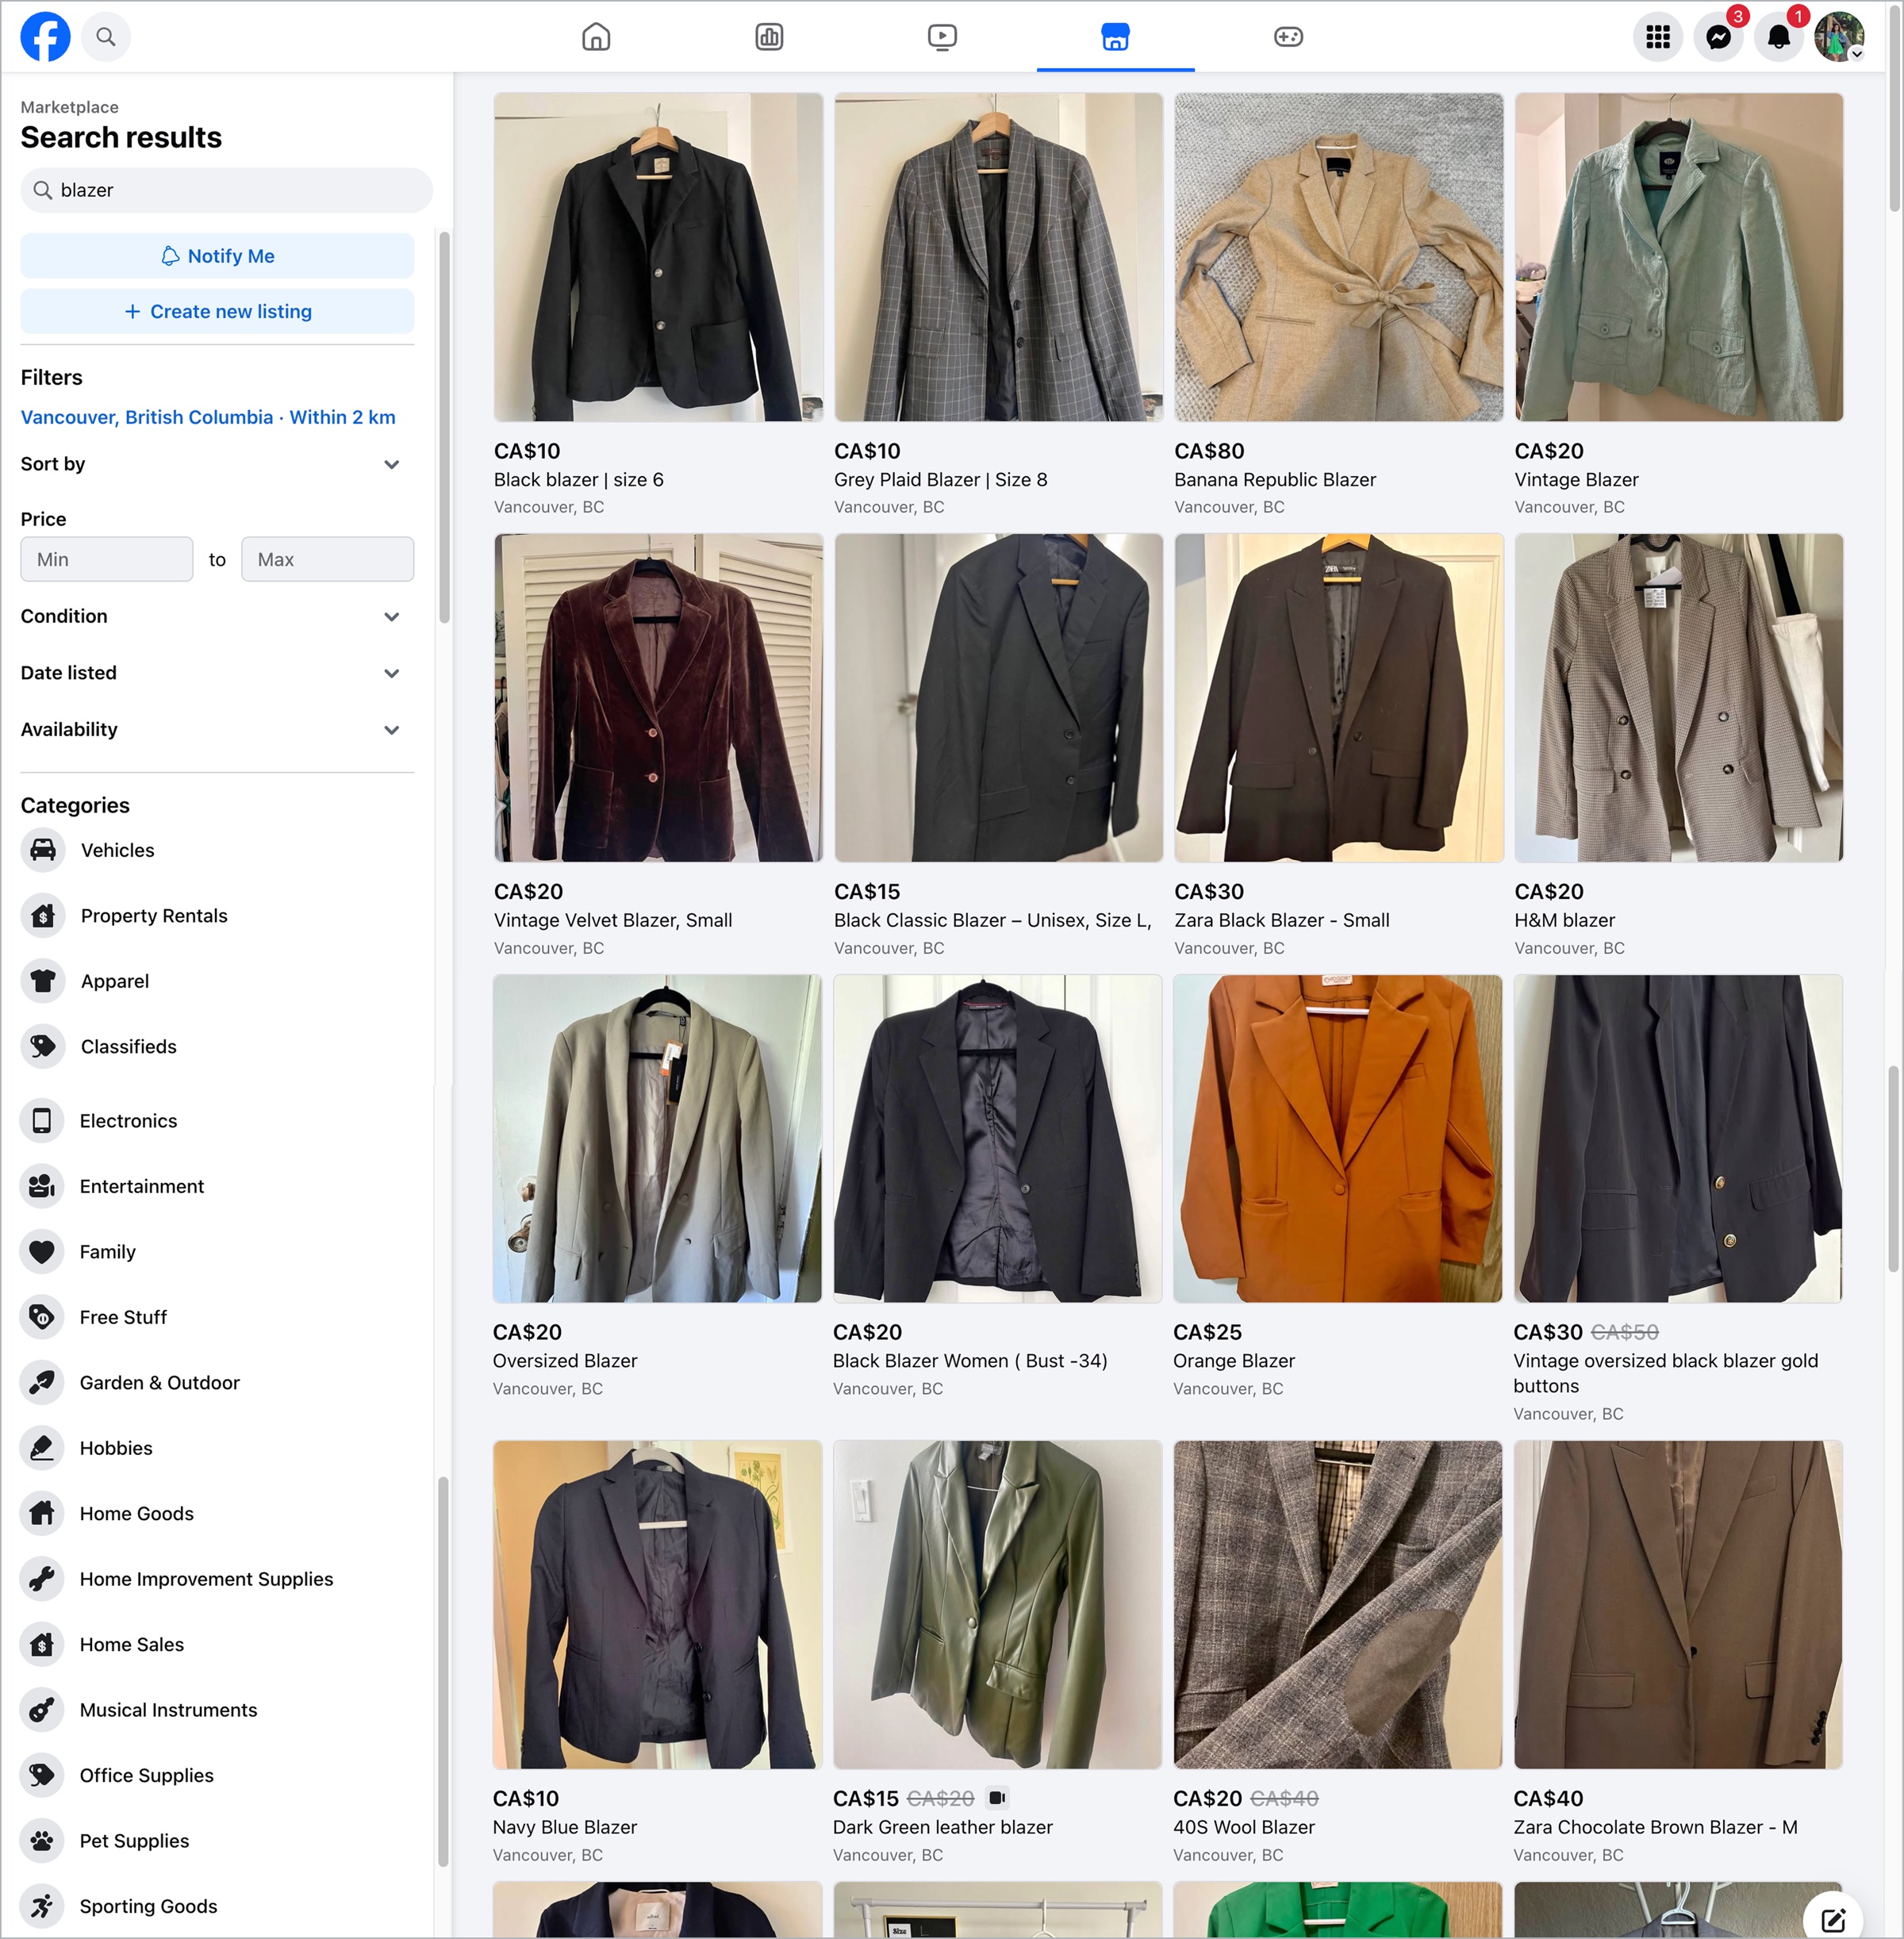 3
1
Marketplace
Search results
blazer
Notify Me
Create new listing
Filters
Vancouver, British Columbia · Within 2 km
Sort by
Price
Min to Max
Condition
Date listed
Availability
Categories
Vehicles
Property Rentals
Apparel
Classifieds
Electronics
Entertainment
Family
Free Stuff
Garden & Outdoor
Hobbies
Home Goods
Home Improvement Supplies
Home Sales
Musical Instruments
Office Supplies
Pet Supplies
Sporting Goods
CA$10
Black blazer | size 6
Vancouver, BC
CA$10
Grey Plaid Blazer | Size 8
Vancouver, BC
CA$80
Banana Republic Blazer
Vancouver, BC
CA$20
Vintage Blazer
Vancouver, BC
ZARA
CA$20
Vintage Velvet Blazer, Small
Vancouver, BC
CA$15
Black Classic Blazer – Unisex, Size L,
Vancouver, BC
CA$30
Zara Black Blazer - Small
Vancouver, BC
CA$20
H&M blazer
Vancouver, BC
CA$20
Oversized Blazer
Vancouver, BC
CA$20
Black Blazer Women ( Bust -34)
Vancouver, BC
CA$25
Orange Blazer
Vancouver, BC
CA$30 CA$50
Vintage oversized black blazer gold
buttons
Vancouver, BC
CA$10
Navy Blue Blazer
Vancouver, BC
CA$15 CA$20
Dark Green leather blazer
Vancouver, BC
CA$20 CA$40
40S Wool Blazer
Vancouver, BC
CA$40
Zara Chocolate Brown Blazer - M
Vancouver, BC
Size